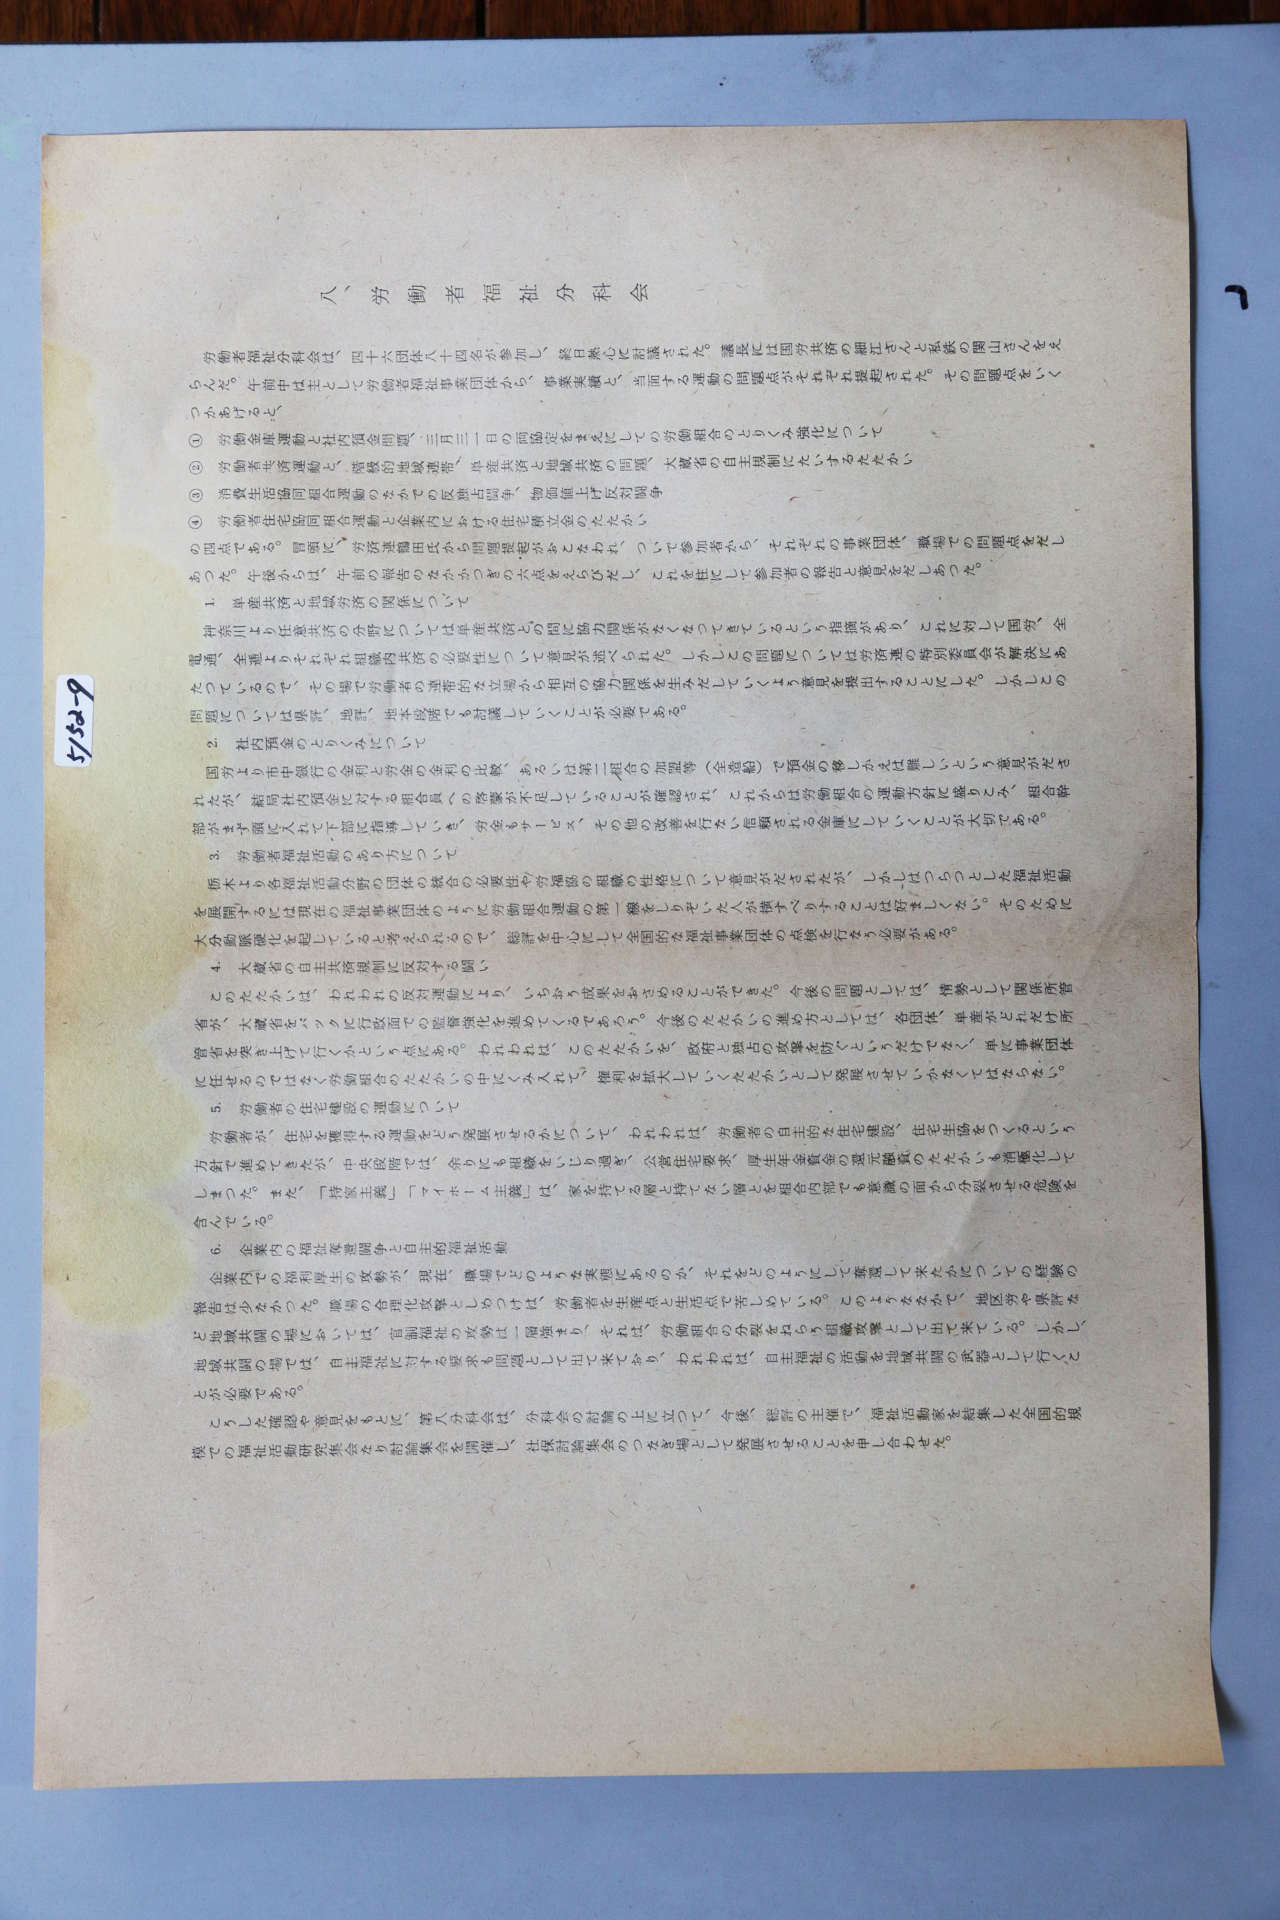 八、労働者福祉分科会
労働者福祉分科会は、四十六団体八十四名が参加し、終日熱心に討議された。議長には国労共済の細江さんと私鉄の関山さんをえ
らんだ。午前中は主として労働者福祉事業団体から、事業実績と、当面する運動の問題点がそれぞれ提起された。その問題点をいく
つかあげると、
① 労働金庫運動と社内預金問題、三月三一日の両協定をまえにしての労働組合のとりくみ強化について
② 労働者共済運動と、階級的地域連帯、単産共済と地域共済の問題、大蔵省の自主規制にたいするたたかい
③ 消費生活協同組合運動のなかでの反独占闘争、物価値上げ反対闘争
④ 労働者住宅協同組合運動と企業内における住宅積立金のたたかい
の四点である。冒頭に、労済連鶴田氏から問題提起がおこなわれ、ついで参加者から、それぞれの事業団体、職場での問題点をだし
あつた。午後からは、午前の報告のなかかつぎの六点をえらびだし、これを柱にして参加者の報告と意見をだしあつた。
1. 単産共済と地域労済の関係について
神奈川より任意共済の分野については単産共済との間に協力関係がなくなつてきているという指摘があり、これに対して国労、全
電通、全逓よりそれぞれ組織内共済の必要性について意見が述べられた。しかしこの問題については労済連の特別委員会が解決にあ
たつているので、その場で労働者の連帯的な立場から相互の協力関係を生みだしていくよう意見を提出することにした。しかしこの
問題については県評、地評、地本段階でも討議していくことが必要である。
2. 社内預金のとりくみについて
国労より市中銀行の金利と労金の金利の比較、あるいは第二組合の加盟等（全造船）で預金の移しかえは難しいという意見がださ
れたが、結局社内預金に対する組合員への啓蒙が不足していることが確認され、これからは労働組合の運動方針に盛りこみ、組合幹
部がまず頭に入れて下部に指導していき、労金もサービス、その他の改善を行ない信頼される金庫にしていくことが大切である。
3. 労働者福祉活動のあり方について
栃木より各福祉活動分野の団体の統合の必要性や労福協の組織の性格について意見がだされたが、しかしはつらつとした福祉活動
を展開するには現在の福祉事業団体のように労働組合運動の第一線をしりぞいた人が横すべりすることは好ましくない。そのために
大分動脈硬化を起していると考えられるので、総評を中心にして全国的な福祉事業団体の点検を行なう必要がある。
4. 大蔵省の自主共済規制に反対する闘い
このたたかいは、われわれの反対運動により、いちおう成果をおさめることができた。今後の問題としては、情勢として関係所管
省が、大蔵省をバックに行政面での監督強化を進めてくるであろう。今後のたたかいの進め方としては、各団体、単産がどれだけ所
管省を突き上げて行くかという点にある。われわれは、このたたかいを、政府と独占の攻撃を防ぐというだけでなく、単に事業団体
に任せるのではなく労働組合のたたかいの中にくみ入れて、権利を拡大していくたたかいとして発展させていかなくてはならない。
5. 労働者の住宅建設の運動について
労働者が、住宅を獲得する運動をどう発展させるかについて、われわれは、労働者の自主的な住宅建設、住宅生協をつくるという
方針で進めてきたが、中央段階では、余りにも組織をいじり過ぎ、公営住宅要求、厚生年金資金の還元融資のたたかいも消極化して
しまつた。また、「持家主義」「マイホーム主義」は、家を持てる層と持てない層とを組合内部でも意識の面から分裂させる危険を
含んでいる。
6. 企業内の福祉奪還闘争と自主的福祉活動
企業内での福利厚生の攻勢が、現在、職場でどのような実態にあるのか、それをどのようにして奪還して来たかについての経験の
報告は少なかつた。職場の合理化攻撃としめつけは、労働者を生産点と生活点で苦しめている。このようななかで、地区労や県評な
ど地域共闘の場においては、官制福祉の攻勢は一層強まり、それは、労働組合の分裂をねらう組織攻撃として出て来ている。しかし、
地域共闘の場では、自主福祉に対する要求も問題として出て来ており、われわれは、自主福祉の活動を地域共闘の武器として行くこ
とが必要である。
こうした確認や意見をもとに、第八分科会は、分科会の討論の上に立つて、今後、総評の主催で、福祉活動家を結集した全国的規
模での福祉活動研究集会なり討論集会を開催し、社保討論集会のつなぎ場として発展させることを申し合わせた。
5152-9